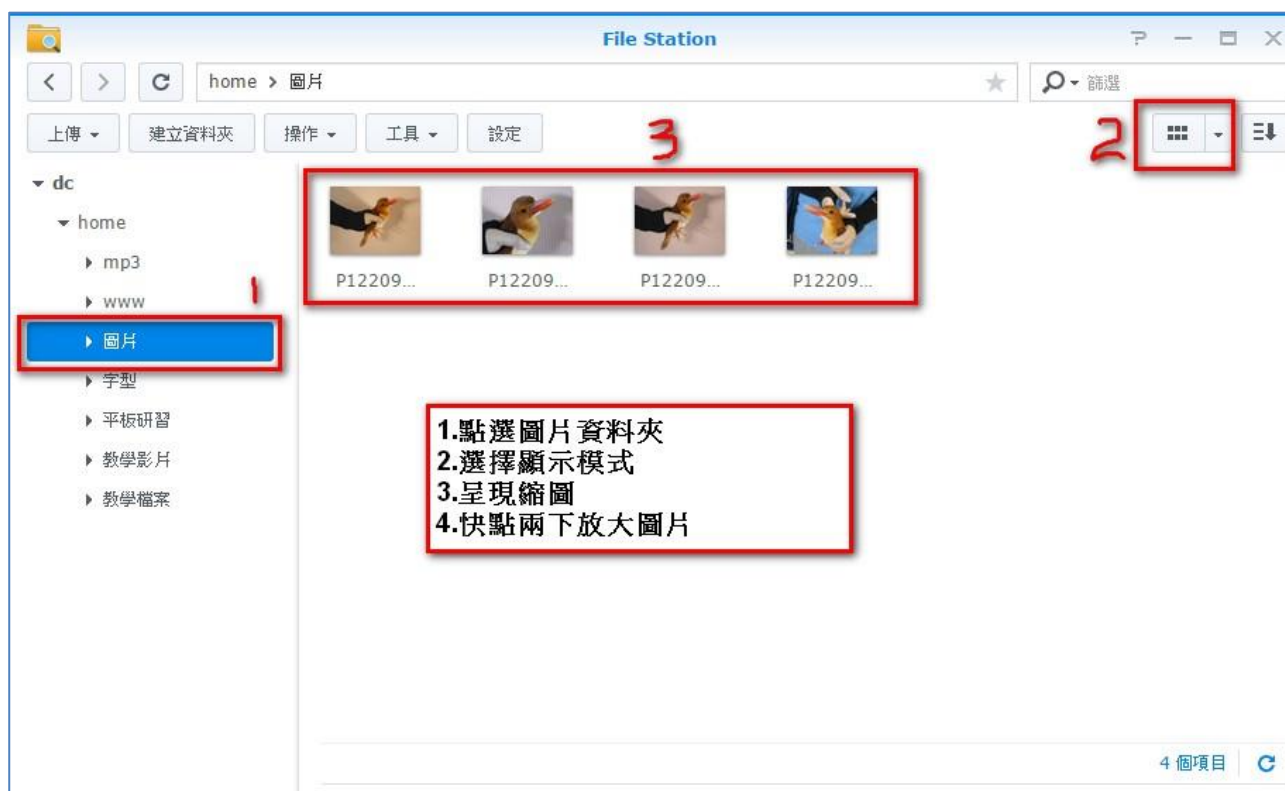 File Station
home > 圖片
篩選
上傳 建立資料夾 操作 工具 設定
3
2
dc
home
mp3
1
www
圖片
字型
平板研習
教學影片
教學檔案
P12209... P12209... P12209... P12209...
1.點選圖片資料夾
2.選擇顯示模式
3.呈現縮圖
4.快點兩下放大圖片
4 個項目